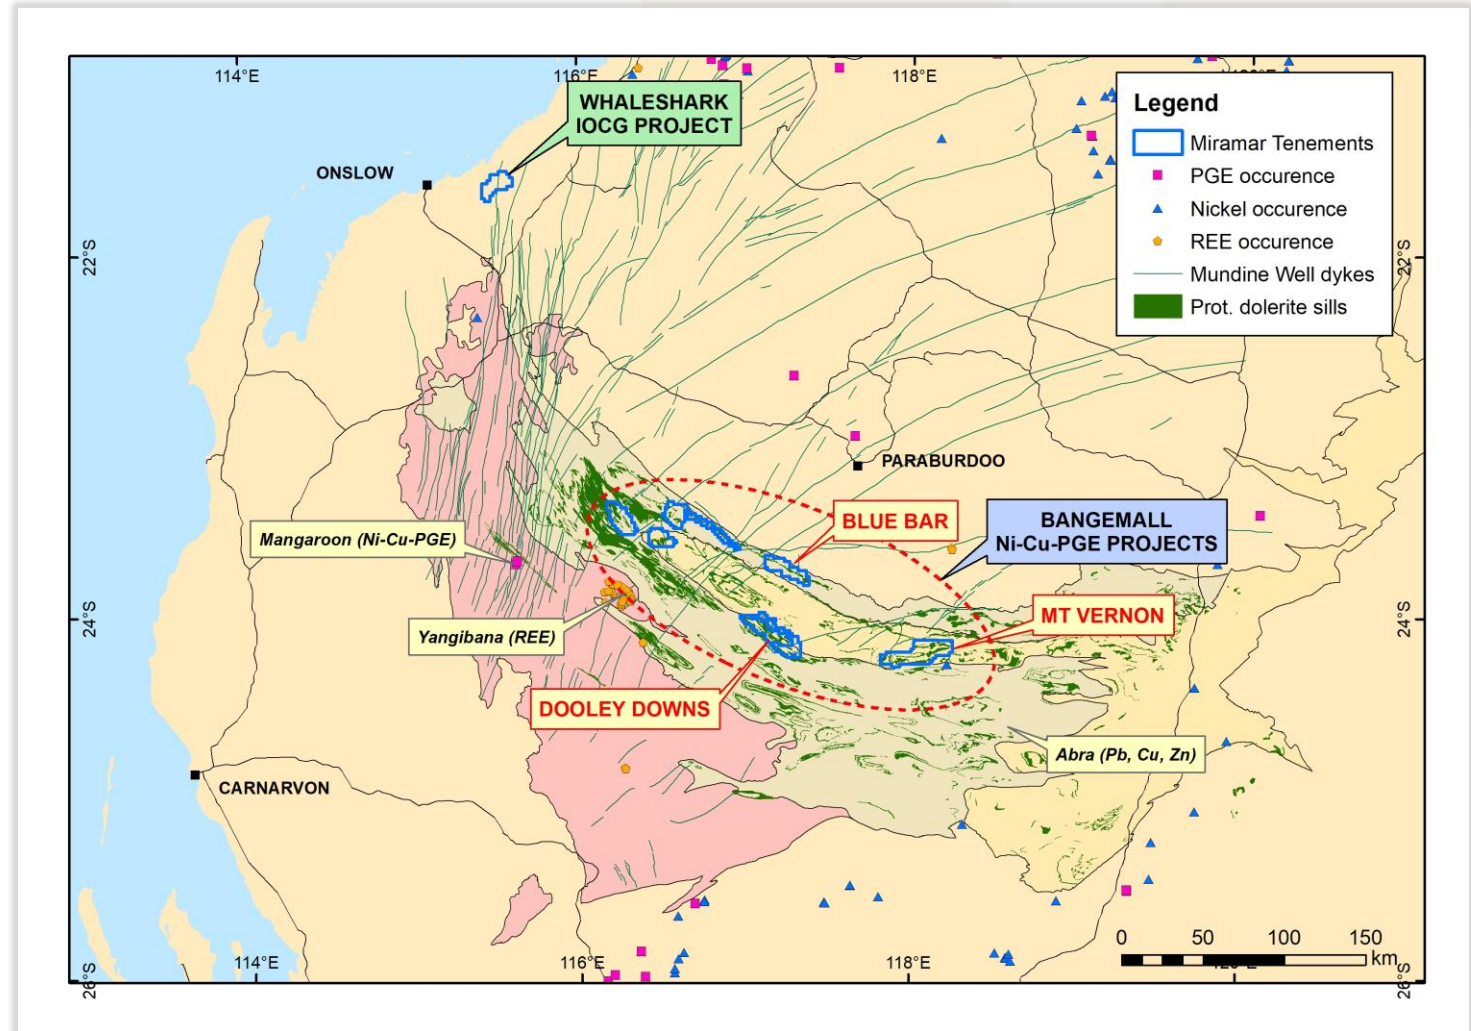 114°E
116°E
118°E
120°E
WHALESHARK
IOCG PROJECT
Legend
Miramar Tenements
PGE occurence
Nickel occurence
REE occurence
Mundine Well dykes
Prot. dolerite sills
ONSLOW
22°S
22°S
PARABURDOO
BLUE BAR
BANGEMALL
Ni-Cu-PGE PROJECTS
Mangaroon (Ni-Cu-PGE)
MT VERNON
Yangibana (REE)
24°S
24°S
DOOLEY DOWNS
Abra (Pb, Cu, Zn)
CARNARVON
0 50 100 150
km
114°E
116°E
118°E
120°E
26°S
26°S